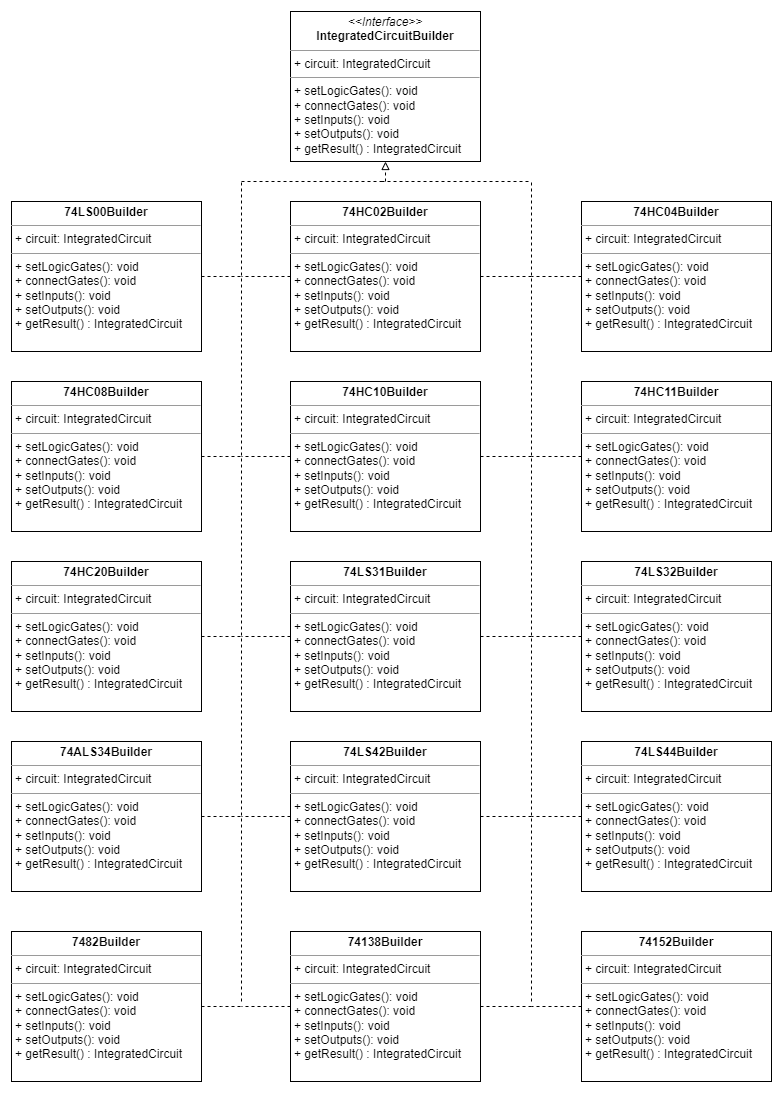 <<Interface>>
IntegratedCircuitBuilder
+ circuit: IntegratedCircuit
+ setLogicGates(): void
+ connectGates(): void
+ setInputs(): void
+ setOutputs(): void
+ getResult() : IntegratedCircuit
74LS00Builder
+ circuit: IntegratedCircuit
+ setLogicGates(): void
+ connectGates(): void
+ setInputs(): void
+ setOutputs(): void
+ getResult() : IntegratedCircuit
74HC02Builder
+ circuit: IntegratedCircuit
+ setLogicGates(): void
+ connectGates(): void
+ setInputs(): void
+ setOutputs(): void
+ getResult() : IntegratedCircuit
74HC04Builder
+ circuit: IntegratedCircuit
+ setLogicGates(): void
+ connectGates(): void
+ setInputs(): void
+ setOutputs(): void
+ getResult() : IntegratedCircuit
74HC08Builder
+ circuit: IntegratedCircuit
+ setLogicGates(): void
+ connectGates(): void
+ setInputs(): void
+ setOutputs(): void
+ getResult() : IntegratedCircuit
74HC10Builder
+ circuit: IntegratedCircuit
+ setLogicGates(): void
+ connectGates(): void
+ setInputs(): void
+ setOutputs(): void
+ getResult() : IntegratedCircuit
74HC11Builder
+ circuit: IntegratedCircuit
+ setLogicGates(): void
+ connectGates(): void
+ setInputs(): void
+ setOutputs(): void
+ getResult() : IntegratedCircuit
74HC20Builder
+ circuit: IntegratedCircuit
+ setLogicGates(): void
+ connectGates(): void
+ setInputs(): void
+ setOutputs(): void
+ getResult() : IntegratedCircuit
74LS31Builder
+ circuit: IntegratedCircuit
+ setLogicGates(): void
+ connectGates(): void
+ setInputs(): void
+ setOutputs(): void
+ getResult() : IntegratedCircuit
74LS32Builder
+ circuit: IntegratedCircuit
+ setLogicGates(): void
+ connectGates(): void
+ setInputs(): void
+ setOutputs(): void
+ getResult() : IntegratedCircuit
74ALS34Builder
+ circuit: IntegratedCircuit
+ setLogicGates(): void
+ connectGates(): void
+ setInputs(): void
+ setOutputs(): void
+ getResult() : IntegratedCircuit
74LS42Builder
+ circuit: IntegratedCircuit
+ setLogicGates(): void
+ connectGates(): void
+ setInputs(): void
+ setOutputs(): void
+ getResult() : IntegratedCircuit
74LS44Builder
+ circuit: IntegratedCircuit
+ setLogicGates(): void
+ connectGates(): void
+ setInputs(): void
+ setOutputs(): void
+ getResult() : IntegratedCircuit
7482Builder
+ circuit: IntegratedCircuit
+ setLogicGates(): void
+ connectGates(): void
+ setInputs(): void
+ setOutputs(): void
+ getResult() : IntegratedCircuit
74138Builder
+ circuit: IntegratedCircuit
+ setLogicGates(): void
+ connectGates(): void
+ setInputs(): void
+ setOutputs(): void
+ getResult() : IntegratedCircuit
74152Builder
+ circuit: IntegratedCircuit
+ setLogicGates(): void
+ connectGates(): void
+ setInputs(): void
+ setOutputs(): void
+ getResult() : IntegratedCircuit